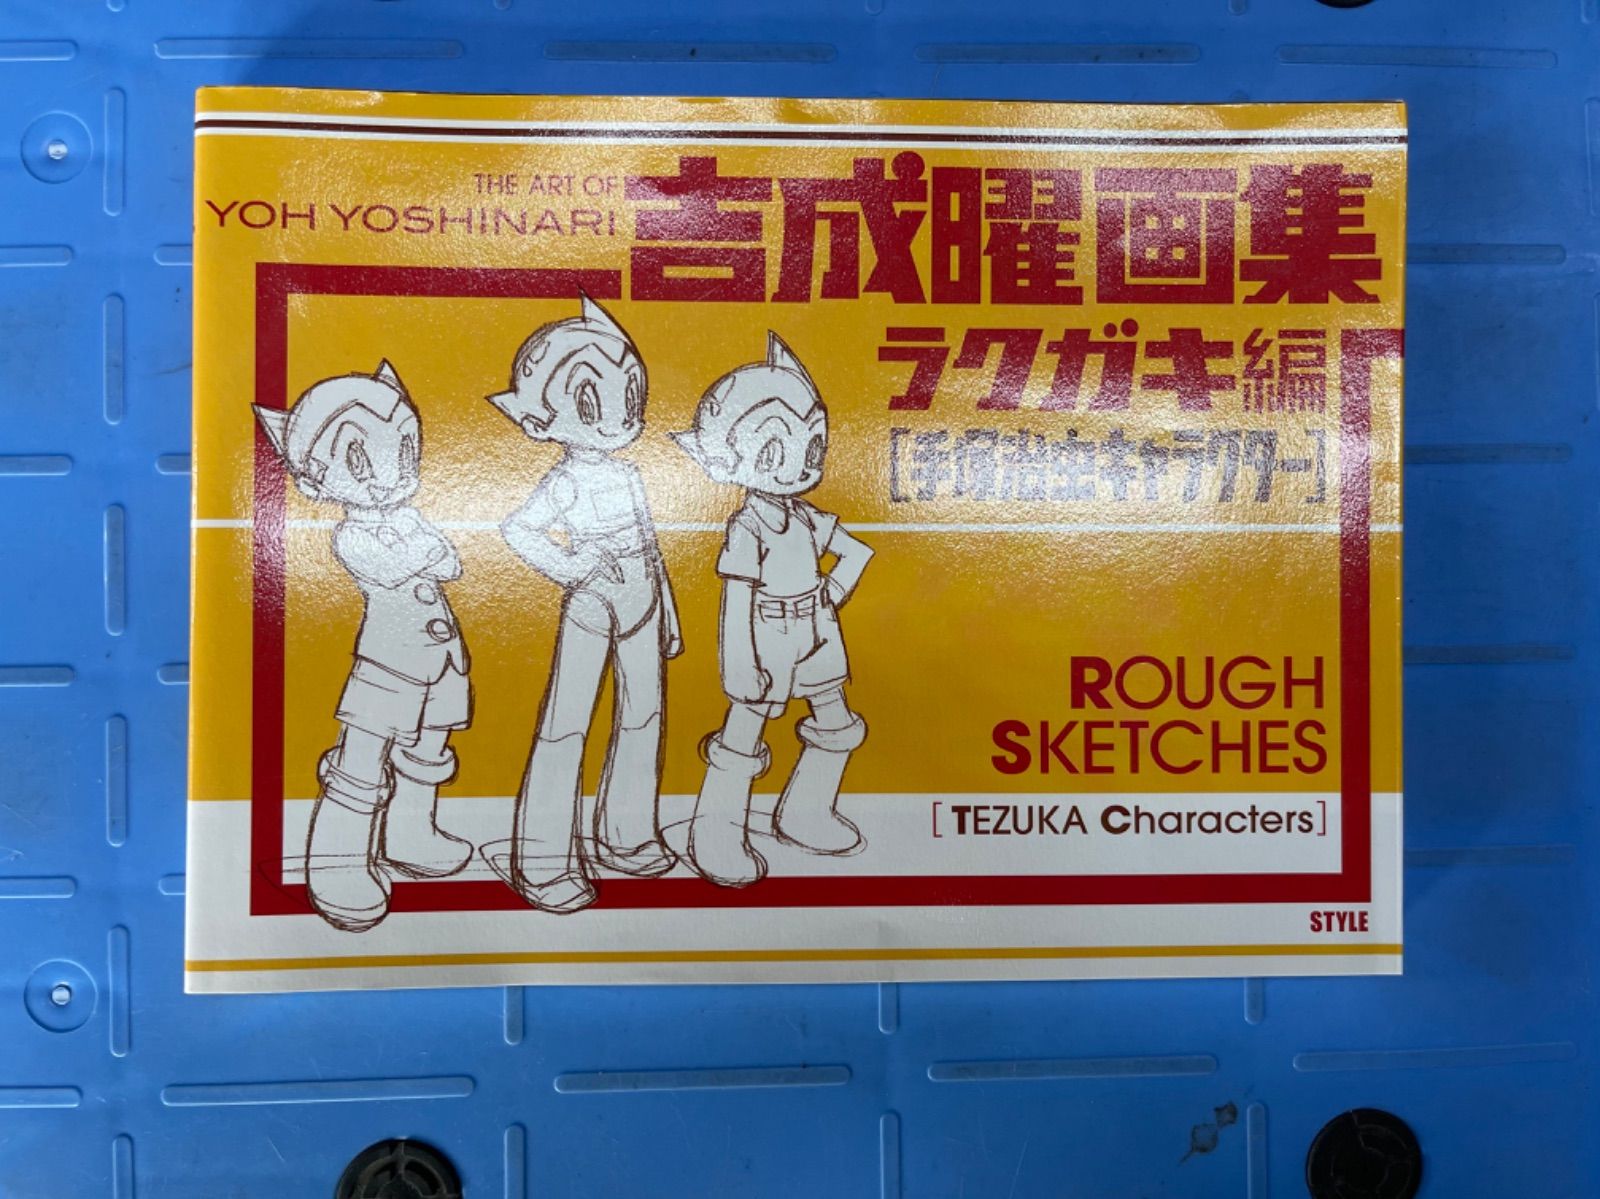 THE ART OF
YOH YOSHINARI
吉成曜画集
ラクガキ編
[手塚治虫キャラクター]
ROUGH
SKETCHES
[TEZUKA Characters]
STYLE